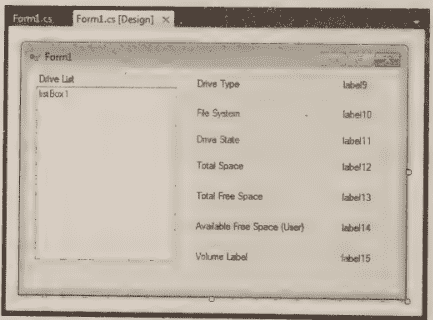 Form1.cs Form1.cs [Design] ×
Form1
Drive List
listBox1
Drive Type label9
File System label10
Drive State label11
Total Space label12
Total Free Space label13
Available Free Space (User) label14
Volume Label label15